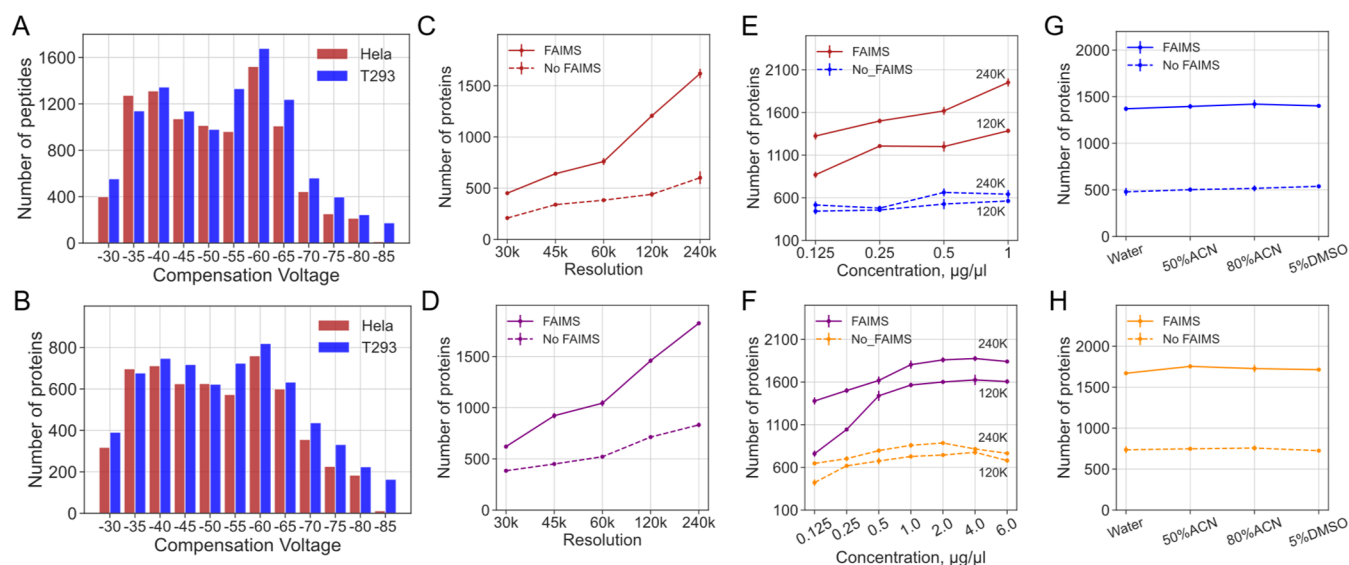 A
Number of peptides
1600
1200
800
400
0
Hela
T293
-30 -35 -40 -45 -50 -55 -60 -65 -70 -75 -80 -85
Compensation Voltage
B
Number of proteins
800
600
400
200
0
Hela
T293
-30 -35 -40 -45 -50 -55 -60 -65 -70 -75 -80 -85
Compensation Voltage
C
Number of proteins
1500
1000
500
0
FAIMS
No FAIMS
30k 45k 60k 120k 240k
Resolution
D
Number of proteins
1500
1000
500
0
FAIMS
No FAIMS
30k 45k 60k 120k 240k
Resolution
E
Number of proteins
2100
1600
1100
600
100
FAIMS
No_FAIMS
240K
120K
240K
120K
0.125 0.25 0.5 1
Concentration, µg/µl
F
Number of proteins
2100
1600
1100
600
100
FAIMS
No_FAIMS
240K
120K
240K
120K
0.125 0.25 0.5 1.0 2.0 4.0 6.0
Concentration, µg/µl
G
Number of proteins
2000
1500
1000
500
0
FAIMS
No FAIMS
Water 50%ACN 80%ACN 5%DMSO
H
Number of proteins
2000
1500
1000
500
0
FAIMS
No FAIMS
Water 50%ACN 80%ACN 5%DMSO